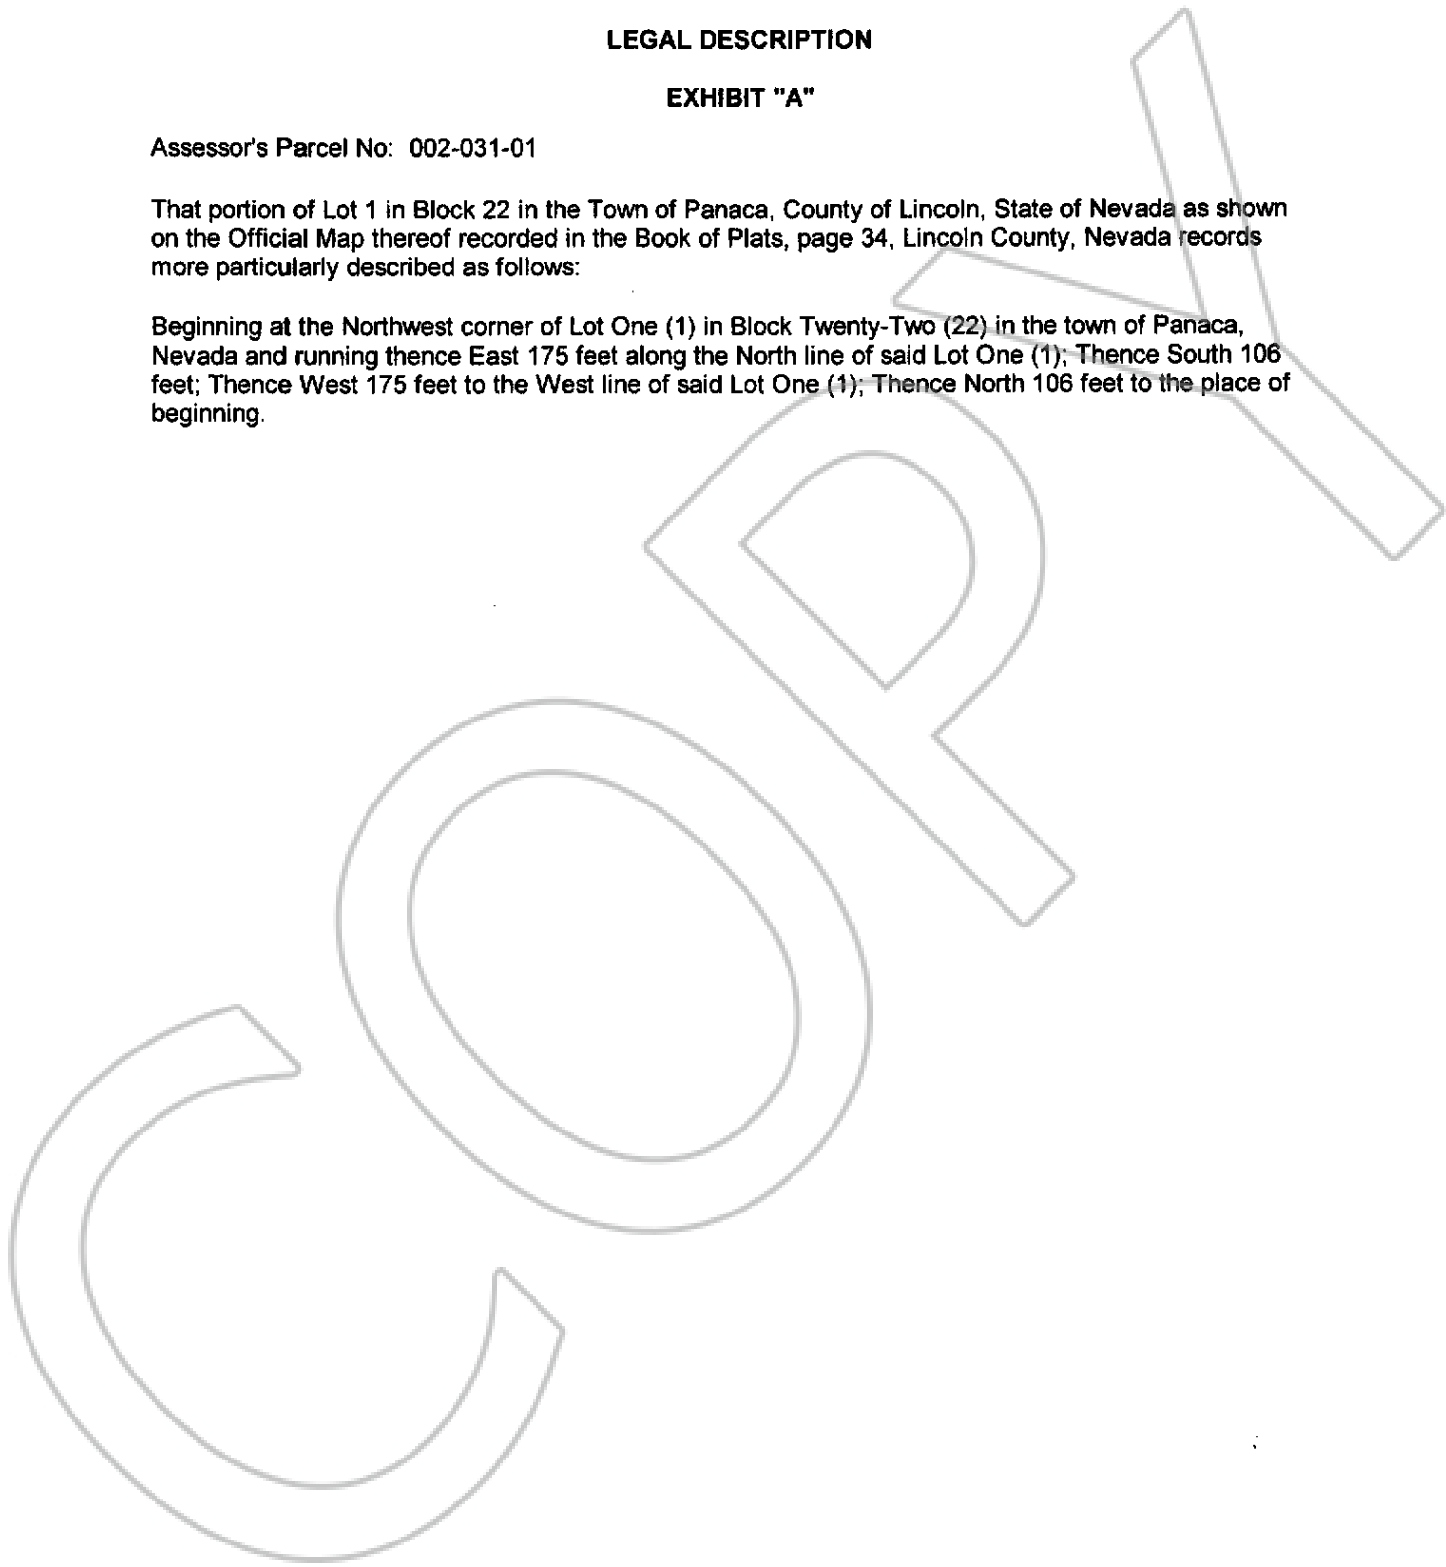 LEGAL DESCRIPTION
EXHIBIT "A"
Assessor's Parcel No: 002-031-01
That portion of Lot 1 in Block 22 in the Town of Panaca, County of Lincoln, State of Nevada as shown
on the Official Map thereof recorded in the Book of Plats, page 34, Lincoln County, Nevada records
more particularly described as follows:
Beginning at the Northwest corner of Lot One (1) in Block Twenty-Two (22) in the town of Panaca,
Nevada and running thence East 175 feet along the North line of said Lot One (1); Thence South 106
feet; Thence West 175 feet to the West line of said Lot One (1); Thence North 106 feet to the place of
beginning.
COPY